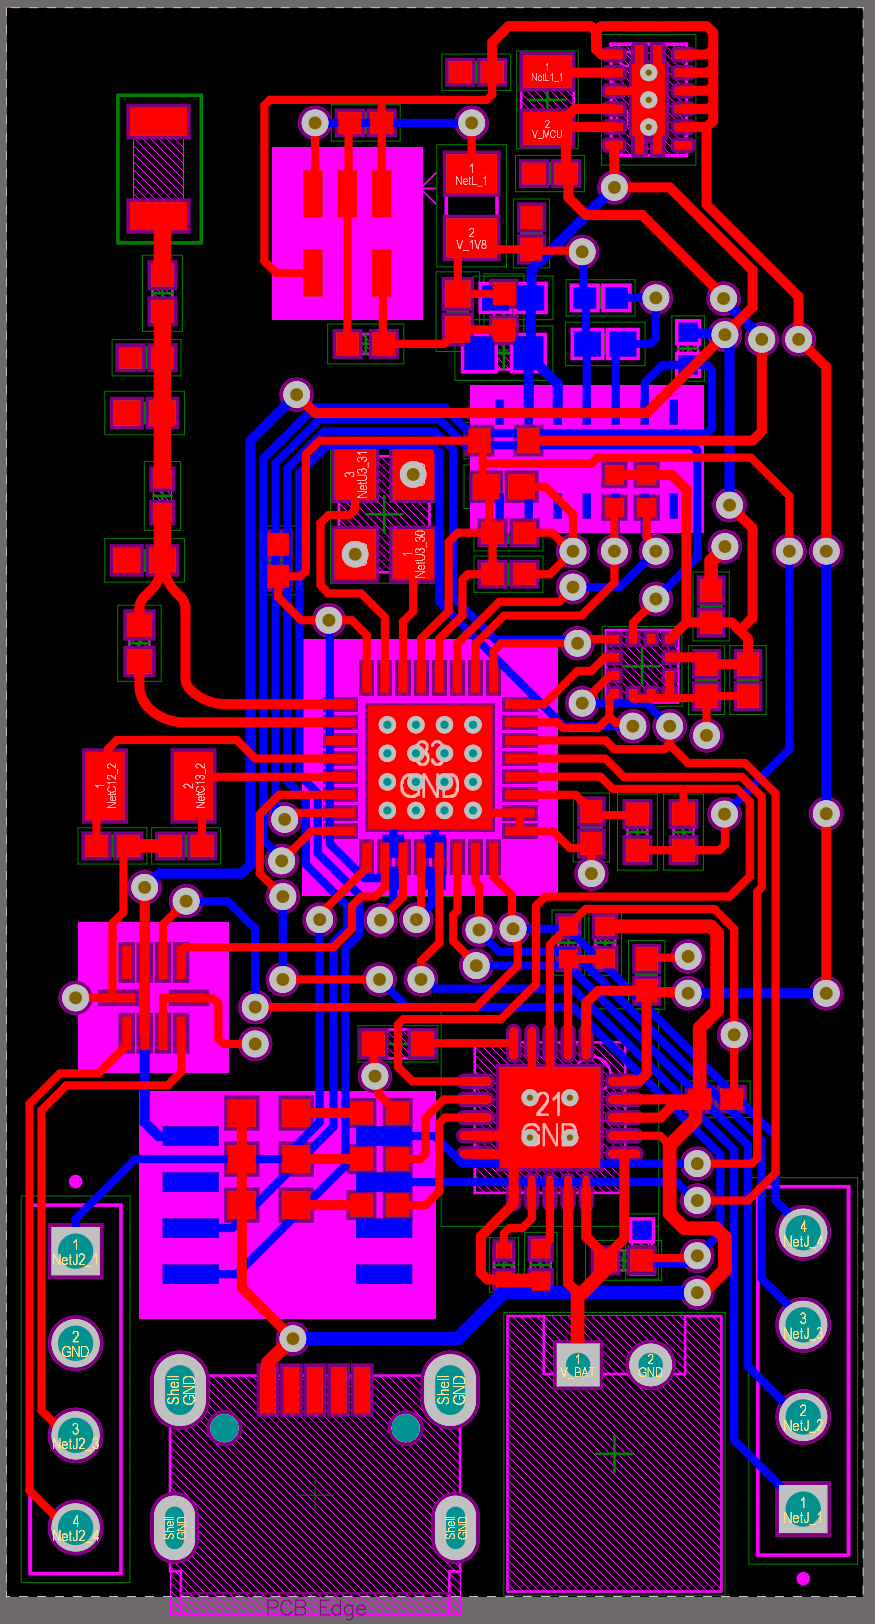 1
NetL1_1
2
V_MCU
1
NetL_1
2
V_1V8
3
NetU3_31
1
NetU3_30
33
GND
1
NetC12_2
2
NetC13_2
21
GND
1
NetJ2_1
2
GND
3
NetJ2_3
4
NetJ2_4
4
NetJ_4
3
NetJ_3
2
NetJ_2
1
NetJ_1
1
V_BAT
2
GND
Shell
GND
Shell
GND
Shell
GND
Shell
GND
PCB Edge